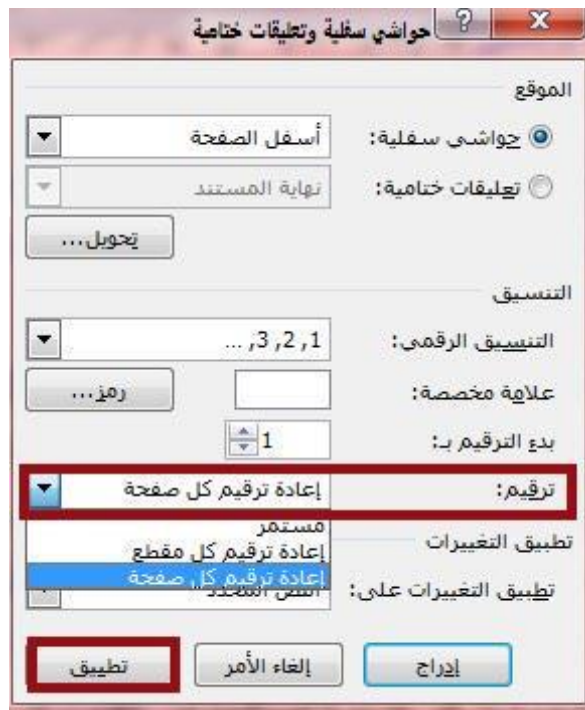 حواشي سفلية وتعليقات ختامية
الموقع
حواشي سفلية: أسفل الصفحة
تعليقات ختامية: نهاية المستند
تحويل...
التنسيق
التنسيق الرقمي: 1, 2, 3, ...
علامة مخصصة: رمز...
بدء الترقيم بـ: 1
ترقيم: إعادة ترقيم كل صفحة
مستمر
إعادة ترقيم كل مقطع
تطبيق التغييرات
إعادة ترقيم كل صفحة
تطبيق التغييرات على: النص المحدد
إدراج إلغاء الأمر تطبيق